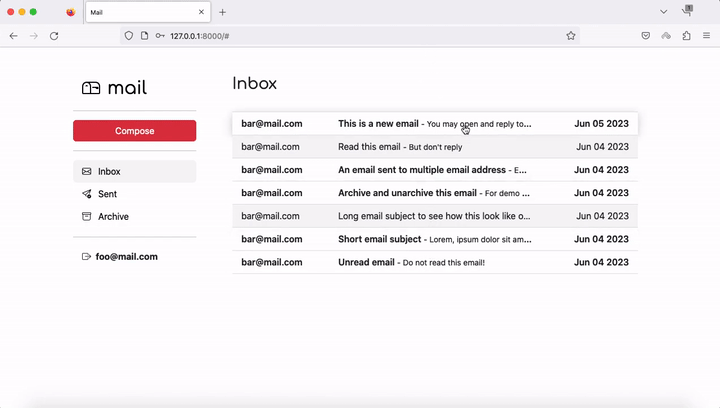 Mail
127.0.0.1:8000/#
mail
Compose
Inbox
Sent
Archive
foo@mail.com
Inbox
bar@mail.com This is a new email - You may open and reply to... Jun 05 2023
bar@mail.com Read this email - But don't reply Jun 04 2023
bar@mail.com An email sent to multiple email address - E... Jun 04 2023
bar@mail.com Archive and unarchive this email - For demo ... Jun 04 2023
bar@mail.com Long email subject to see how this look like o... Jun 04 2023
bar@mail.com Short email subject - Lorem, ipsum dolor sit am... Jun 04 2023
bar@mail.com Unread email - Do not read this email! Jun 04 2023